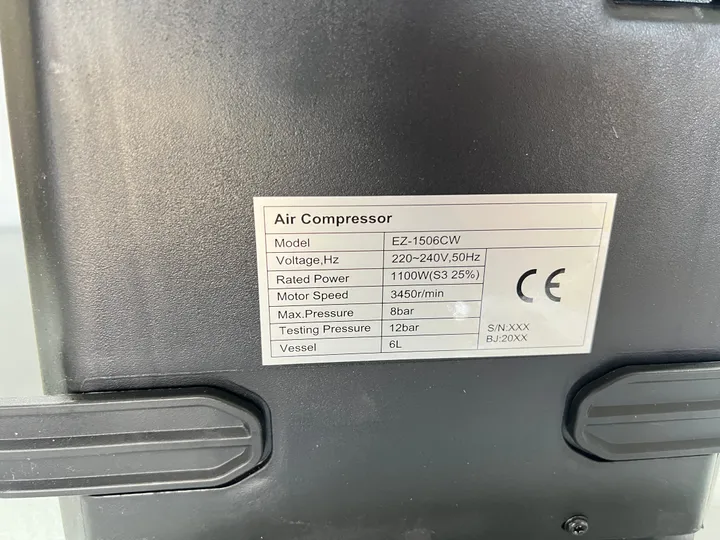 Air Compressor
Model EZ-1506CW
Voltage,Hz 220~240V,50Hz
Rated Power 1100W(S3 25%)
Motor Speed 3450r/min
Max.Pressure 8bar
Testing Pressure 12bar
Vessel 6L
CE
S/N:XXX
BJ:20XX